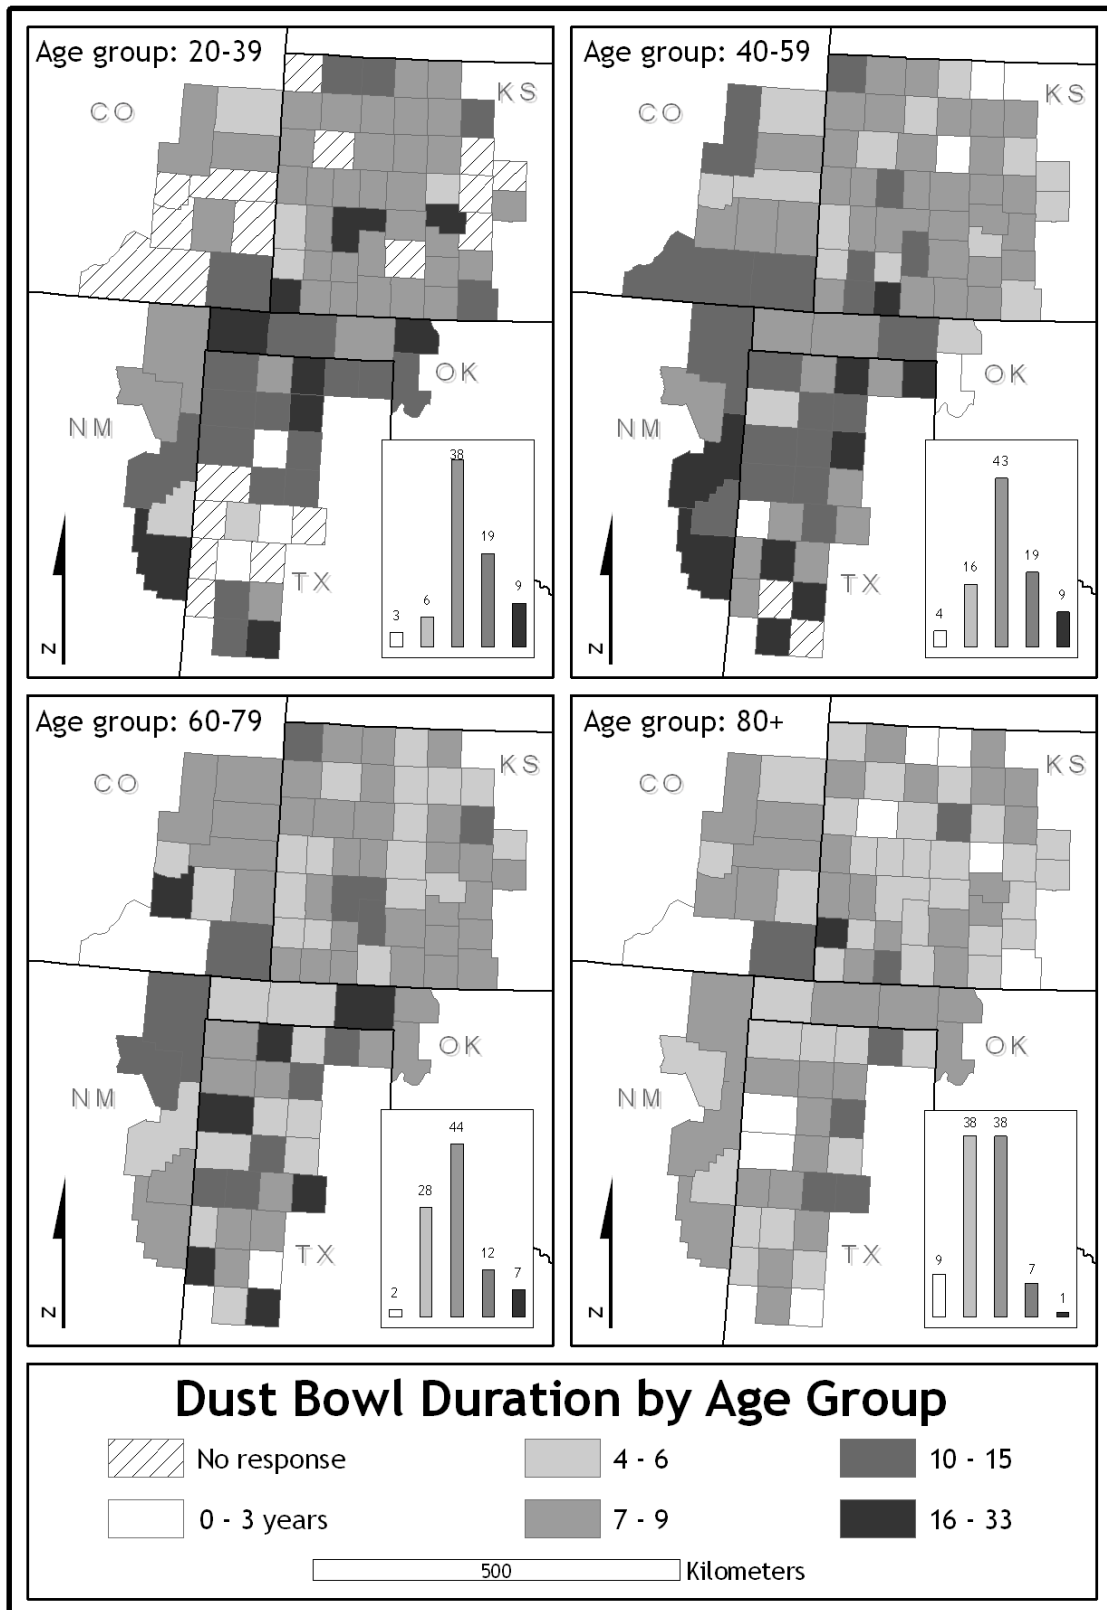 Age group: 20-39
CO
KS
NM
OK
TX
N
3
6
38
19
9
Age group: 40-59
CO
KS
NM
OK
TX
N
4
16
43
19
9
Age group: 60-79
CO
KS
NM
OK
TX
N
2
28
44
12
7
Age group: 80+
CO
KS
NM
OK
TX
N
9
38
38
7
1
Dust Bowl Duration by Age Group
No response
4 - 6
10 - 15
0 - 3 years
7 - 9
16 - 33
500 Kilometers